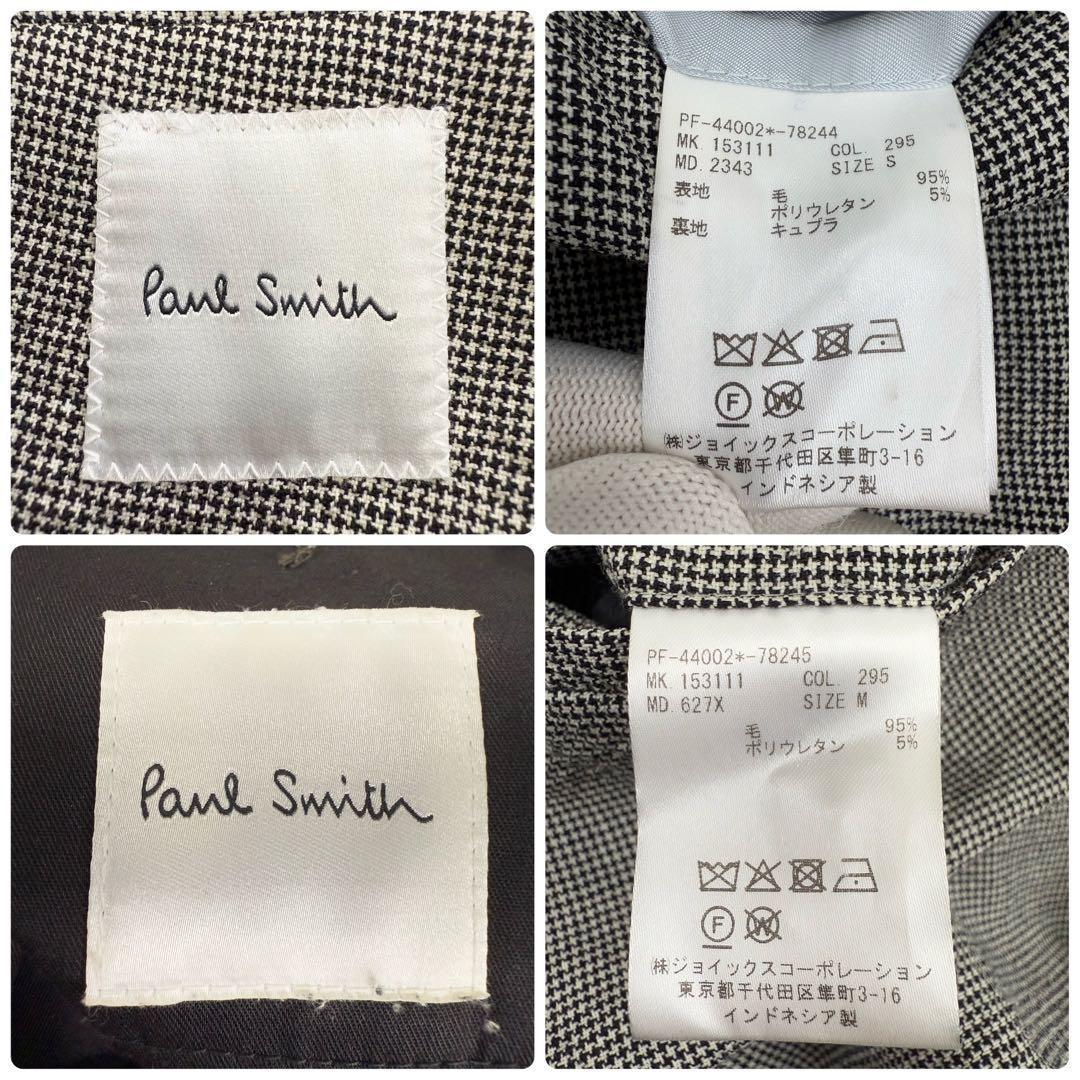 Paul Smith
PF-44002*-78244
MK. 153111 COL. 295
MD. 2343 SIZE S
表地 毛 95%
ポリウレタン 5%
裏地 キュプラ
F W
㈱ジョイックスコーポレーション
東京都千代田区隼町3-16
インドネシア製
Paul Smith
PF-44002*-78245
MK. 153111 COL. 295
MD. 627X SIZE M
毛 95%
ポリウレタン 5%
F W
㈱ジョイックスコーポレーション
東京都千代田区隼町3-16
インドネシア製